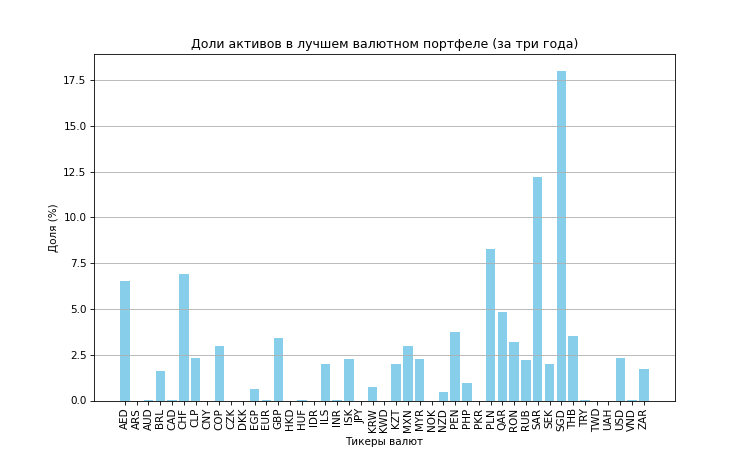 Доли активов в лучшем валютном портфеле (за три года)
Доля (%)
17.5
15.0
12.5
10.0
7.5
5.0
2.5
0.0
AED ARS AUD BRL CAD CHF CLP CNY COP CZK DKK EGP EUR GBP HKD HUF IDR ILS INR ISK JPY KRW KWD KZT MXN MYR NOK NZD PEN PHP PKR PLN QAR RON RUB SAR SEK SGD THB TRY TWD UAH USD VND ZAR
Тикеры валют